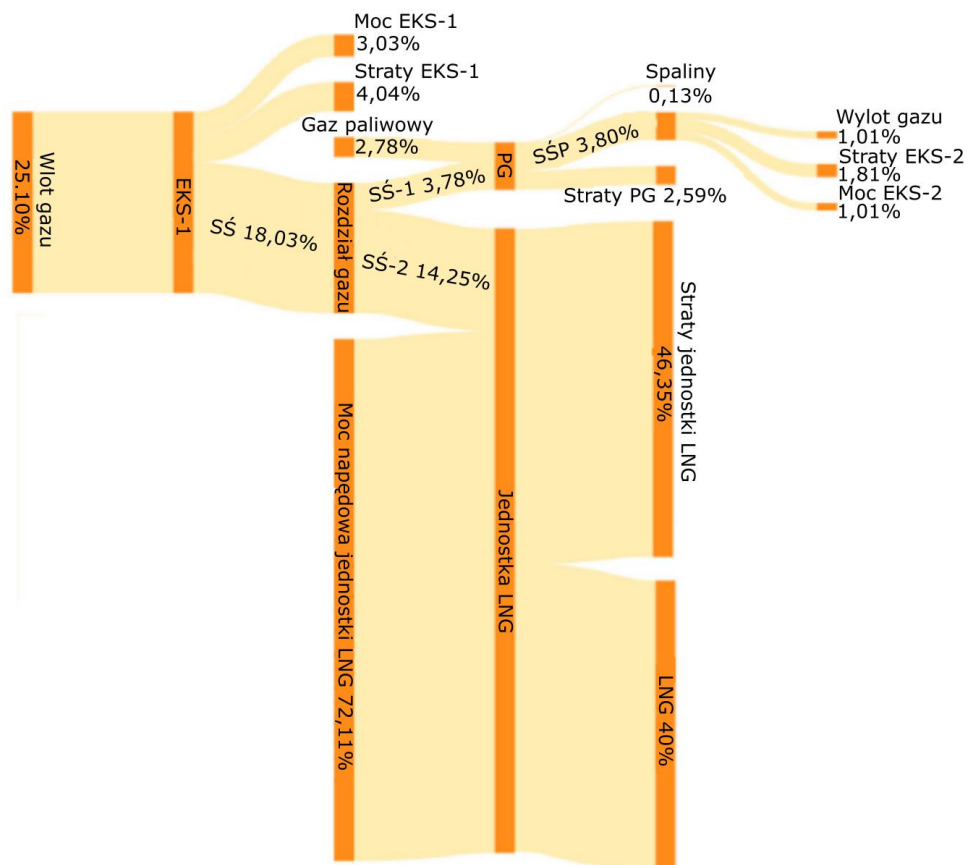 Moc EKS-1
3,03%
Straty EKS-1
4,04%
Gaz paliwowy
2,78%
Spaliny
0,13%
Wylot gazu
1,01%
Straty EKS-2
1,81%
Moc EKS-2
1,01%
Wlot gazu
25.10%
EKS-1
SŚ 18,03%
Rozdział gazu
SŚ-1 3,78%
SŚ-2 14,25%
PG
SŚP 3,80%
Straty PG 2,59%
Moc napędowa jednostki LNG 72,11%
Jednostka LNG
Straty jednostki LNG
46,35%
LNG 40%